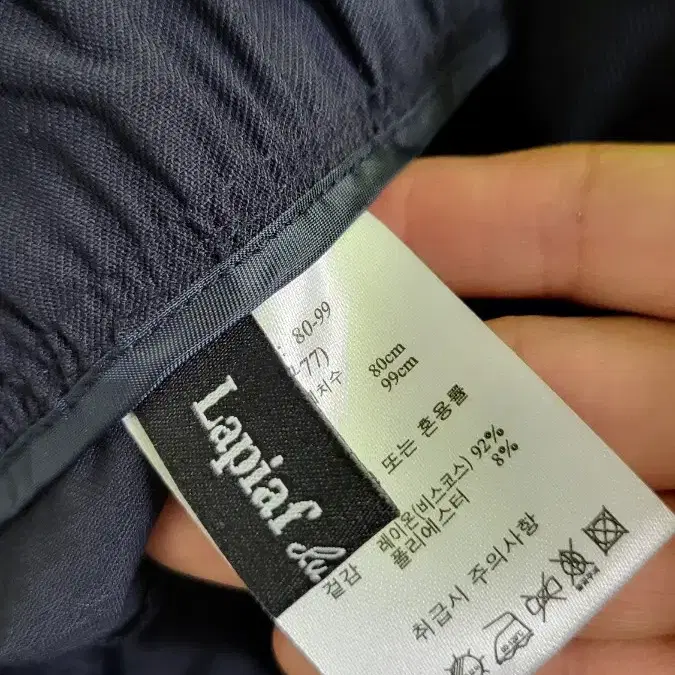 80-99
77)
치수
80cm
99cm
또는 혼용률
겉감 레이온(비스코스) 92%
폴리에스터 8%
취급시 주의사항
Lapiaf